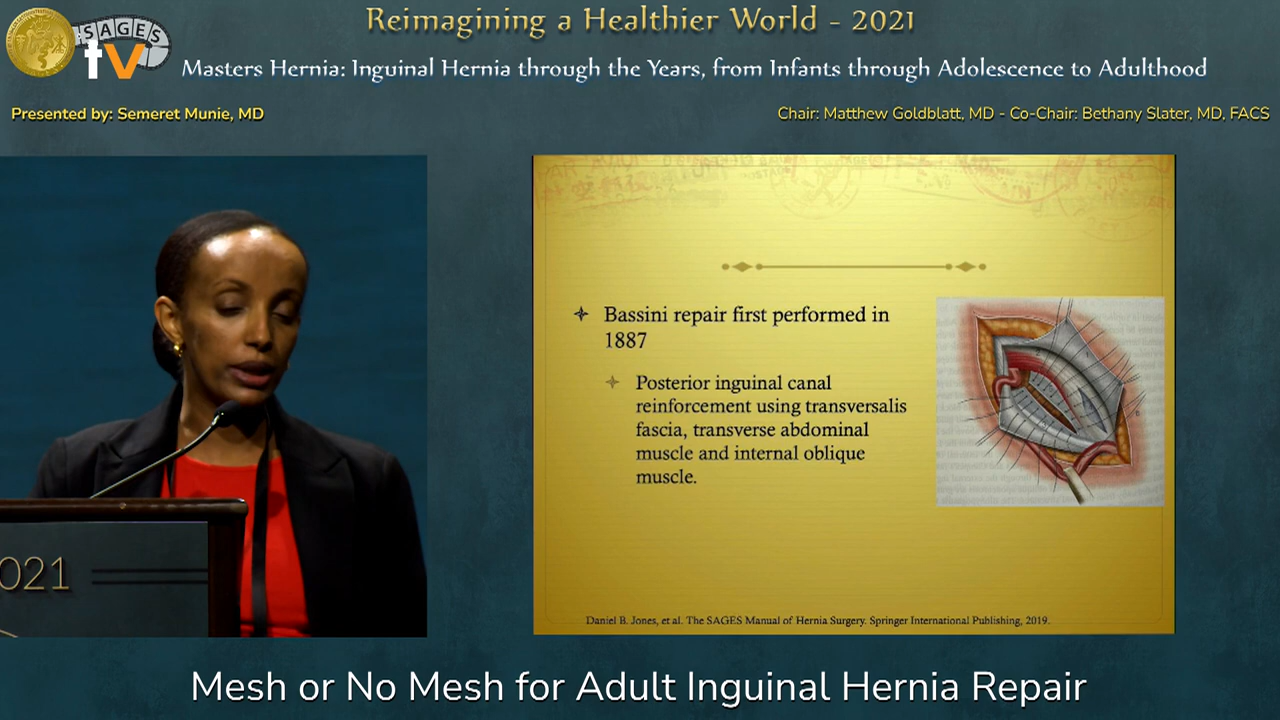 Reimagining a Healthier World - 2021
SAGES
tv
Masters Hernia: Inguinal Hernia through the Years, from Infants through Adolescence to Adulthood
Presented by: Semeret Munie, MD
Chair: Matthew Goldblatt, MD - Co-Chair: Bethany Slater, MD, FACS
Bassini repair first performed in
1887
Posterior inguinal canal
reinforcement using transversalis
fascia, transverse abdominal
muscle and internal oblique
muscle.
Daniel B. Jones, et al. The SAGES Manual of Hernia Surgery. Springer International Publishing, 2019.
021
Mesh or No Mesh for Adult Inguinal Hernia Repair